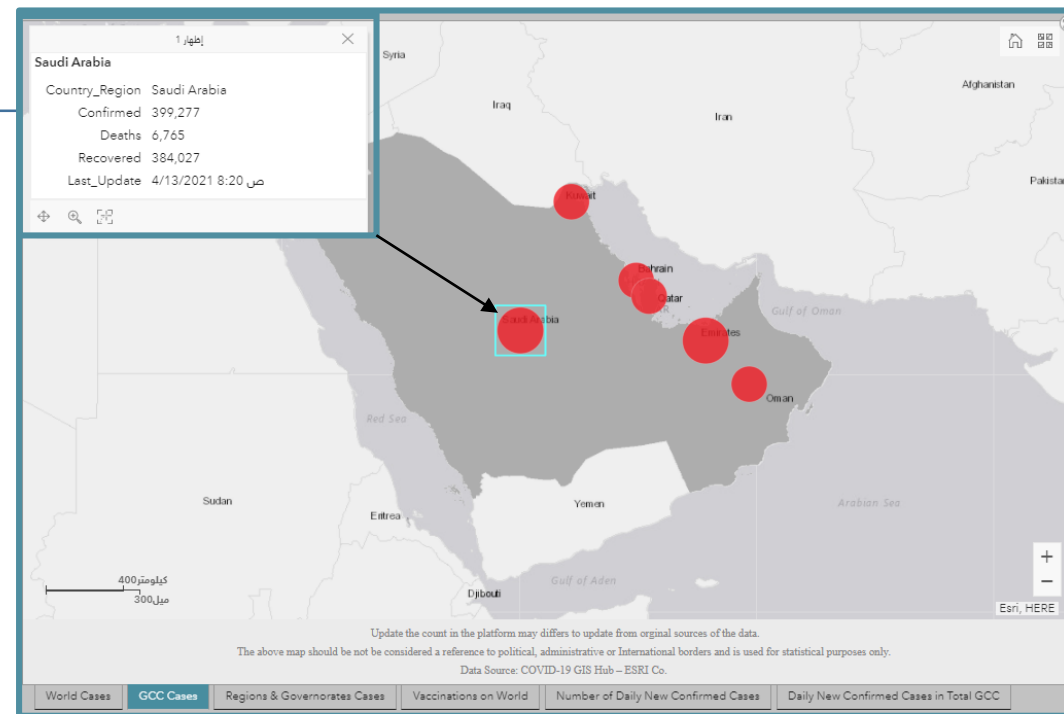 إظهار 1
Saudi Arabia
Country_Region Saudi Arabia
Confirmed 399,277
Deaths 6,765
Recovered 384,027
Last_Update 4/13/2021 8:20 ص
Syria
Iraq
Iran
Afghanistan
Pakistan
Kuwait
Bahrain
Qatar
Saudi Arabia
Emirates
Gulf of Oman
Oman
Red Sea
Sudan
Eritrea
Yemen
Arabian Sea
Gulf of Aden
Djibouti
400كيلومتر
300ميل
+
−
Esri, HERE
Update the count in the platform may differs to update from orginal sources of the data.
The above map should be not be considered a reference to political, administrative or International borders and is used for statistical purposes only.
Data Source: COVID-19 GIS Hub – ESRI Co.
World Cases
GCC Cases
Regions & Governorates Cases
Vaccinations on World
Number of Daily New Confirmed Cases
Daily New Confirmed Cases in Total GCC